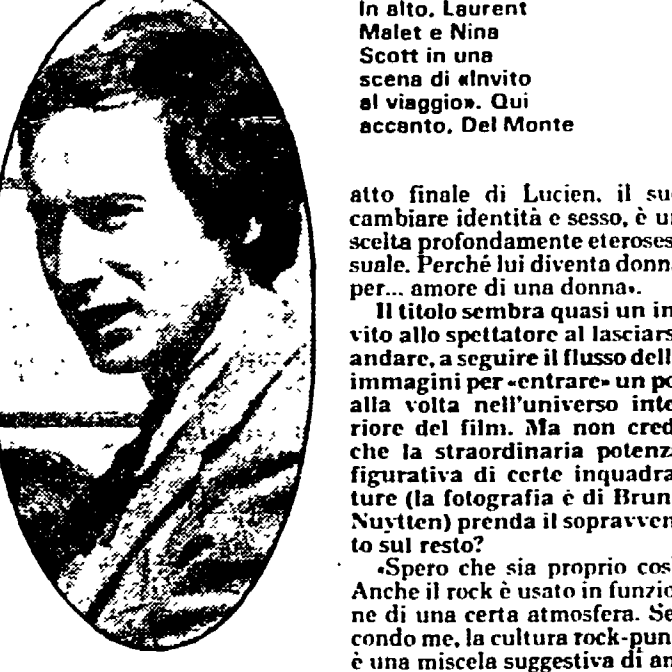 In alto, Laurent
Malet e Nina
Scott in una
scena di «Invito
al viaggio». Qui
accanto, Del Monte
atto finale di Lucien, il suo
cambiare identità e sesso, è
scelta profondamente eteroses
suale. Perché lui diventa donn
per... amore di una donna».
Il titolo sembra quasi un in
vito allo spettatore al lasciars
andare, a seguire il flusso dell
immagini per «entrare» un po
alla volta nell'universo inte
riore del film. Ma non cred
che la straordinaria potenz
figurativa di certe inquadra
ture (la fotografia è di Brun
Nuytten) prenda il sopravven
to sul resto?
«Spero che sia proprio cos
Anche il rock è usato in funzio
ne di una certa atmosfera. Se
condo me, la cultura rock-pun
è una miscela suggestiva di